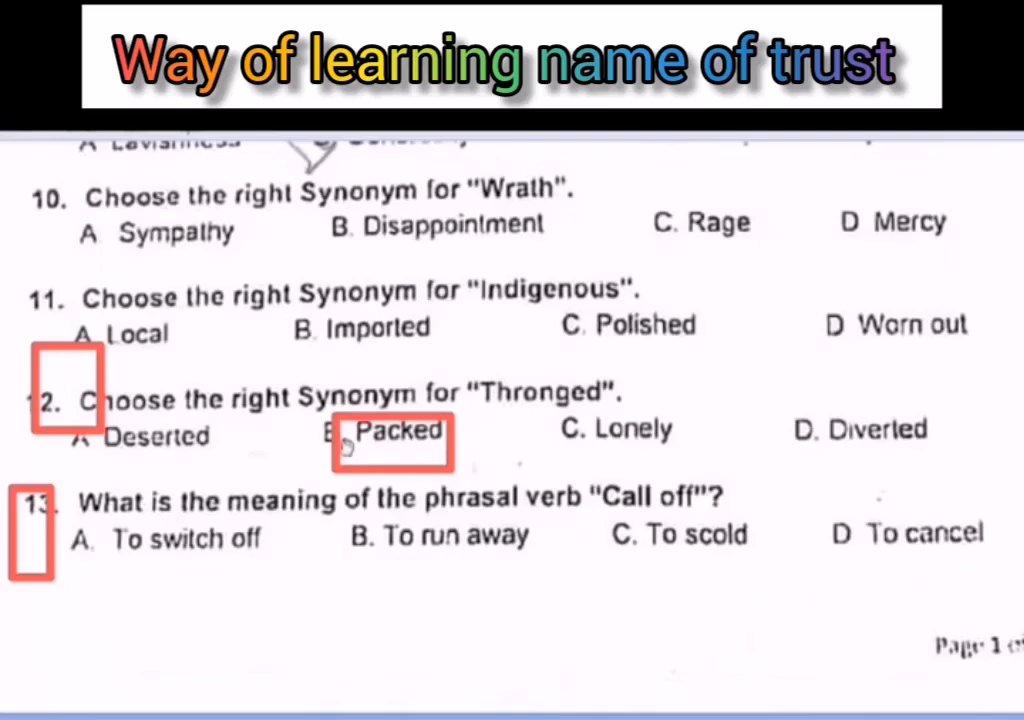 Way of learning name of trust
10. Choose the right Synonym for "Wrath".
A Sympathy B. Disappointment C. Rage D Mercy
11. Choose the right Synonym for "Indigenous".
A Local B. Imported C. Polished D Worn out
12. Choose the right Synonym for "Thronged".
A Deserted B. Packed C. Lonely D. Diverted
13. What is the meaning of the phrasal verb "Call off"?
A. To switch off B. To run away C. To scold D To cancel
Page 1